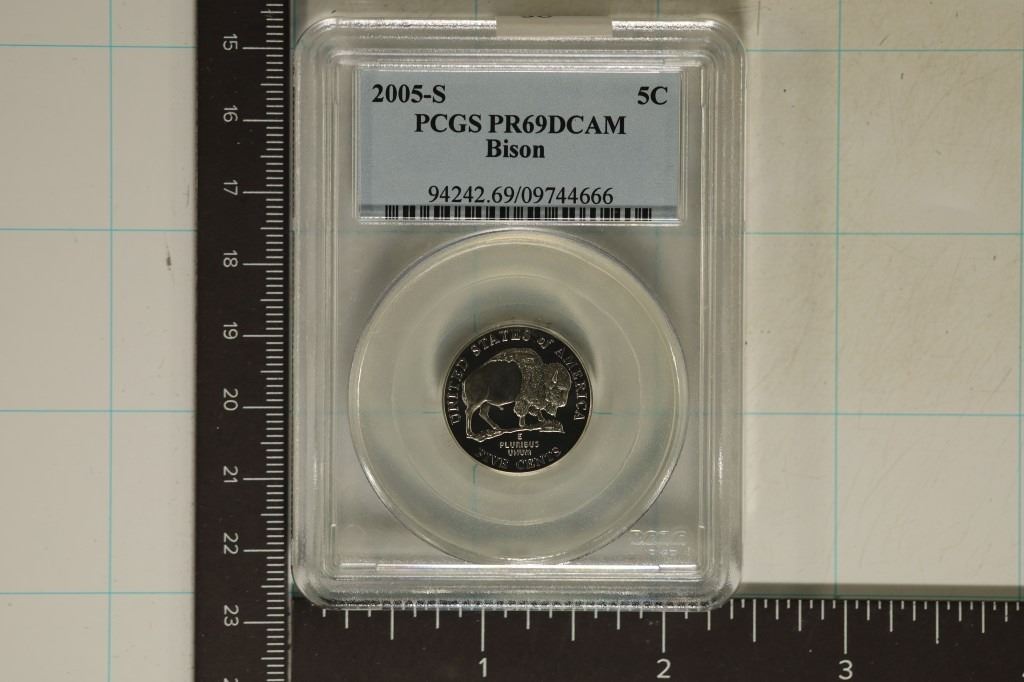 2005-S 5C
PCGS PR69DCAM
Bison
94242.69/09744666
UNITED STATES of AMERICA
E
PLURIBUS
UNUM
FIVE CENTS
PCGS
15
16
17
18
19
20
21
22
23
1 2 3